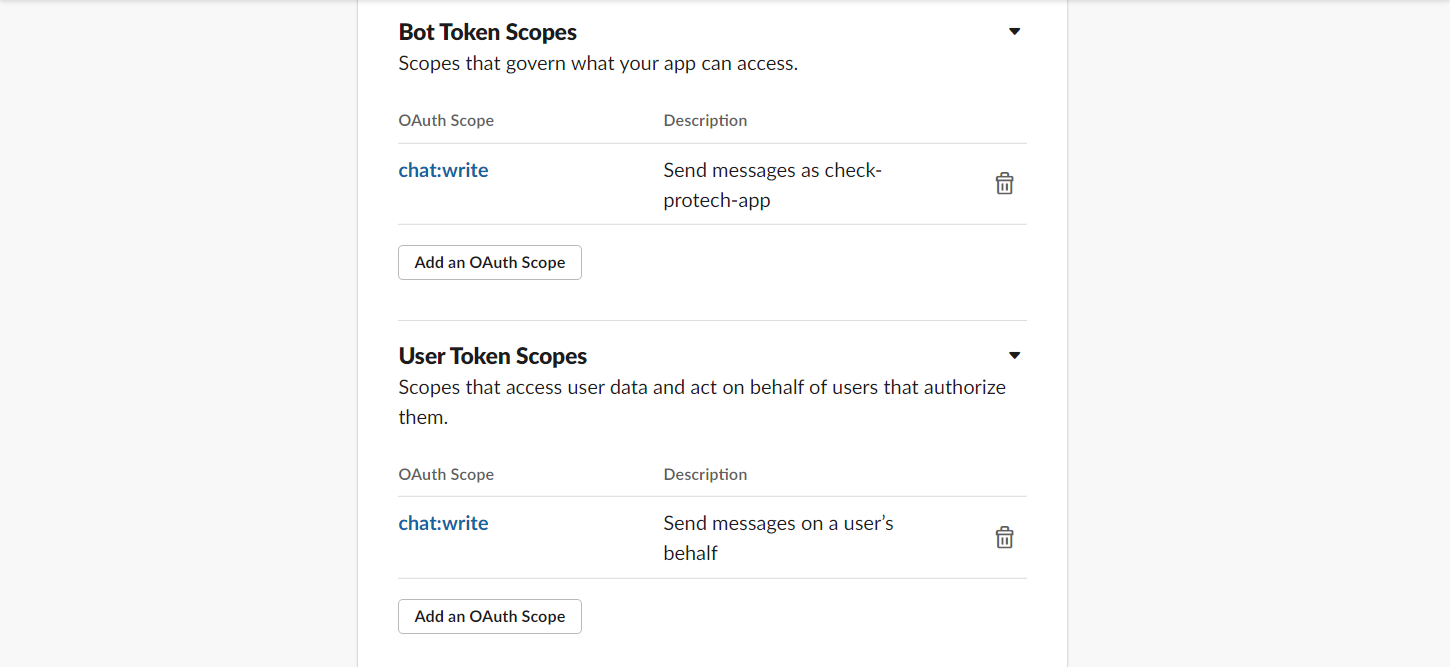 Bot Token Scopes
Scopes that govern what your app can access.
OAuth Scope Description
chat:write Send messages as check-
protech-app
Add an OAuth Scope
User Token Scopes
Scopes that access user data and act on behalf of users that authorize
them.
OAuth Scope Description
chat:write Send messages on a user’s
behalf
Add an OAuth Scope